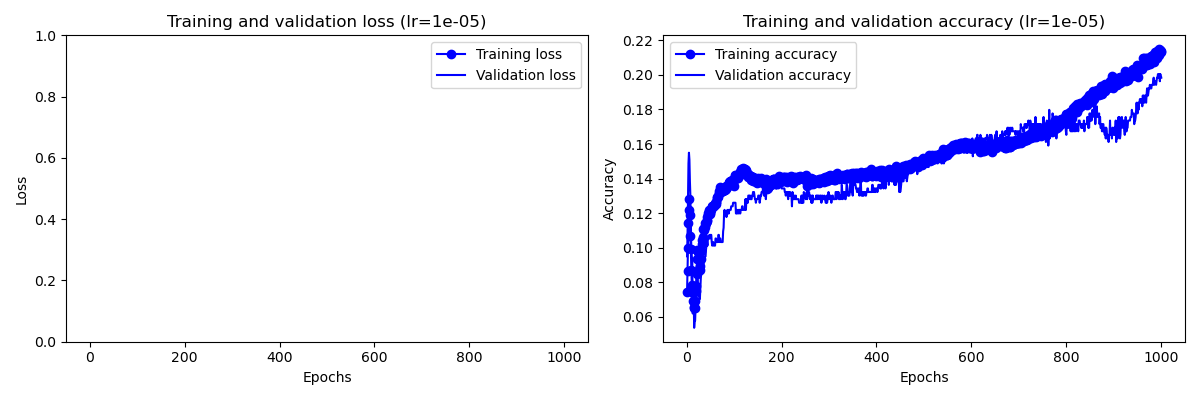 Training and validation loss (lr=1e-05)
1.0
0.8
0.6
0.4
0.2
0.0
Loss
0 200 400 600 800 1000
Epochs
Training loss
Validation loss
Training and validation accuracy (lr=1e-05)
0.22
0.20
0.18
0.16
0.14
0.12
0.10
0.08
0.06
Accuracy
0 200 400 600 800 1000
Epochs
Training accuracy
Validation accuracy